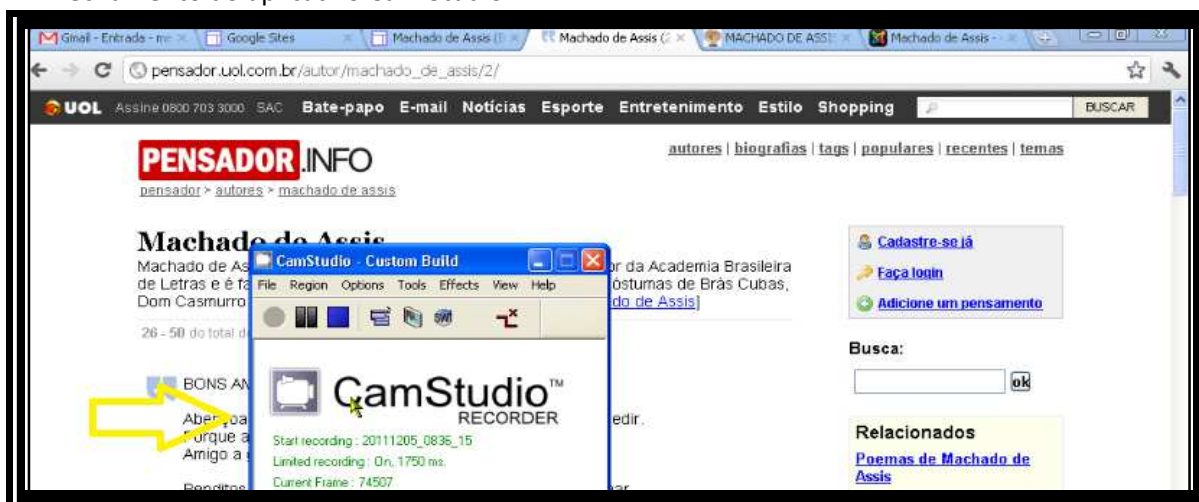 Gmail - Entrada - me
Google Sites
Machado de Assis (
Machado de Assis (
MACHADO DE ASSI
Machado de Assis -
pensador.uol.com.br/autor/machado_de_assis/2/
UOL Assine 0800 703 3000 SAC Bate-papo E-mail Notícias Esporte Entretenimento Estilo Shopping BUSCAR
PENSADOR.INFO
autores | biografias | tags | populares | recentes | temas
pensador > autores > machado de assis
Machado de Assis
Machado de As
or da Academia Brasileira
de Letras e é fa
óstumas de Brás Cubas,
Dom Casmurro
do de Assis]
26 - 50 do total d
BONS AN
Abençoa
edir.
Porque a
Amigo a
Benditos
CamStudio - Custom Build
File Region Options Tools Effects View Help
CamStudio™
RECORDER
Start recording : 20111205_0836_15
Limited recording : On, 1750 ms.
Current Frame : 74507
Cadastre-se já
Faça login
Adicione um pensamento
Busca:
ok
Relacionados
Poemas de Machado de
Assis